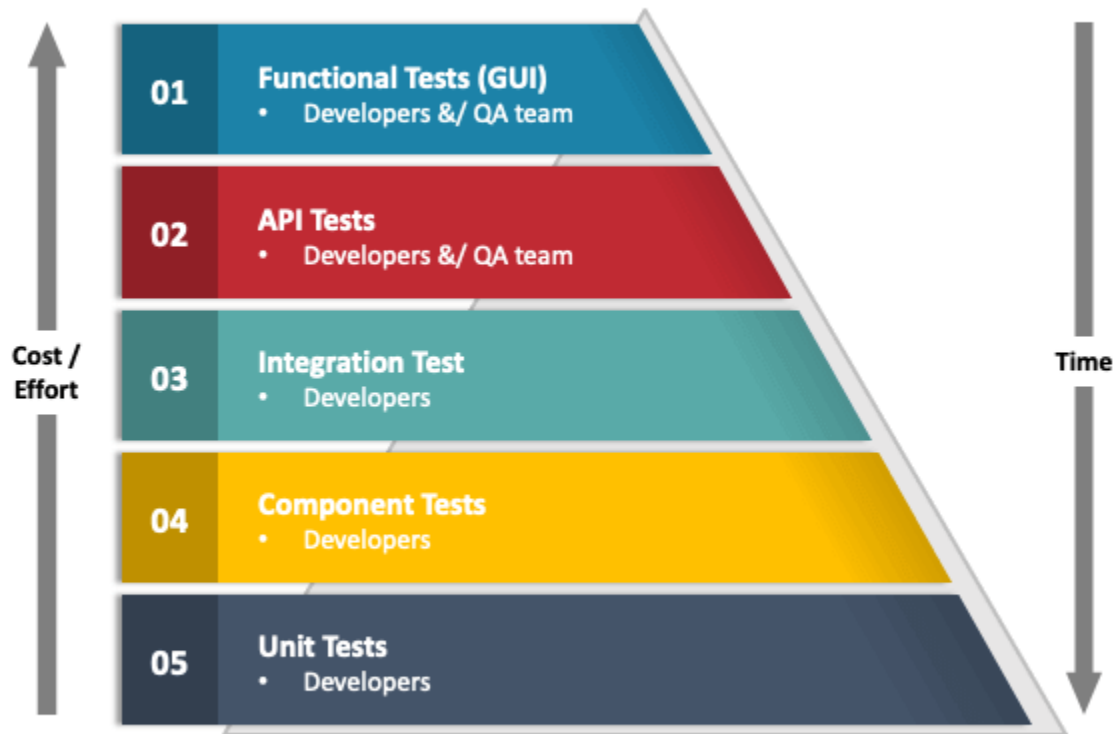 01
Functional Tests (GUI)
• Developers &/ QA team
02
API Tests
• Developers &/ QA team
Cost /
Effort
03
Integration Test
• Developers
Time
04
Component Tests
• Developers
05
Unit Tests
• Developers